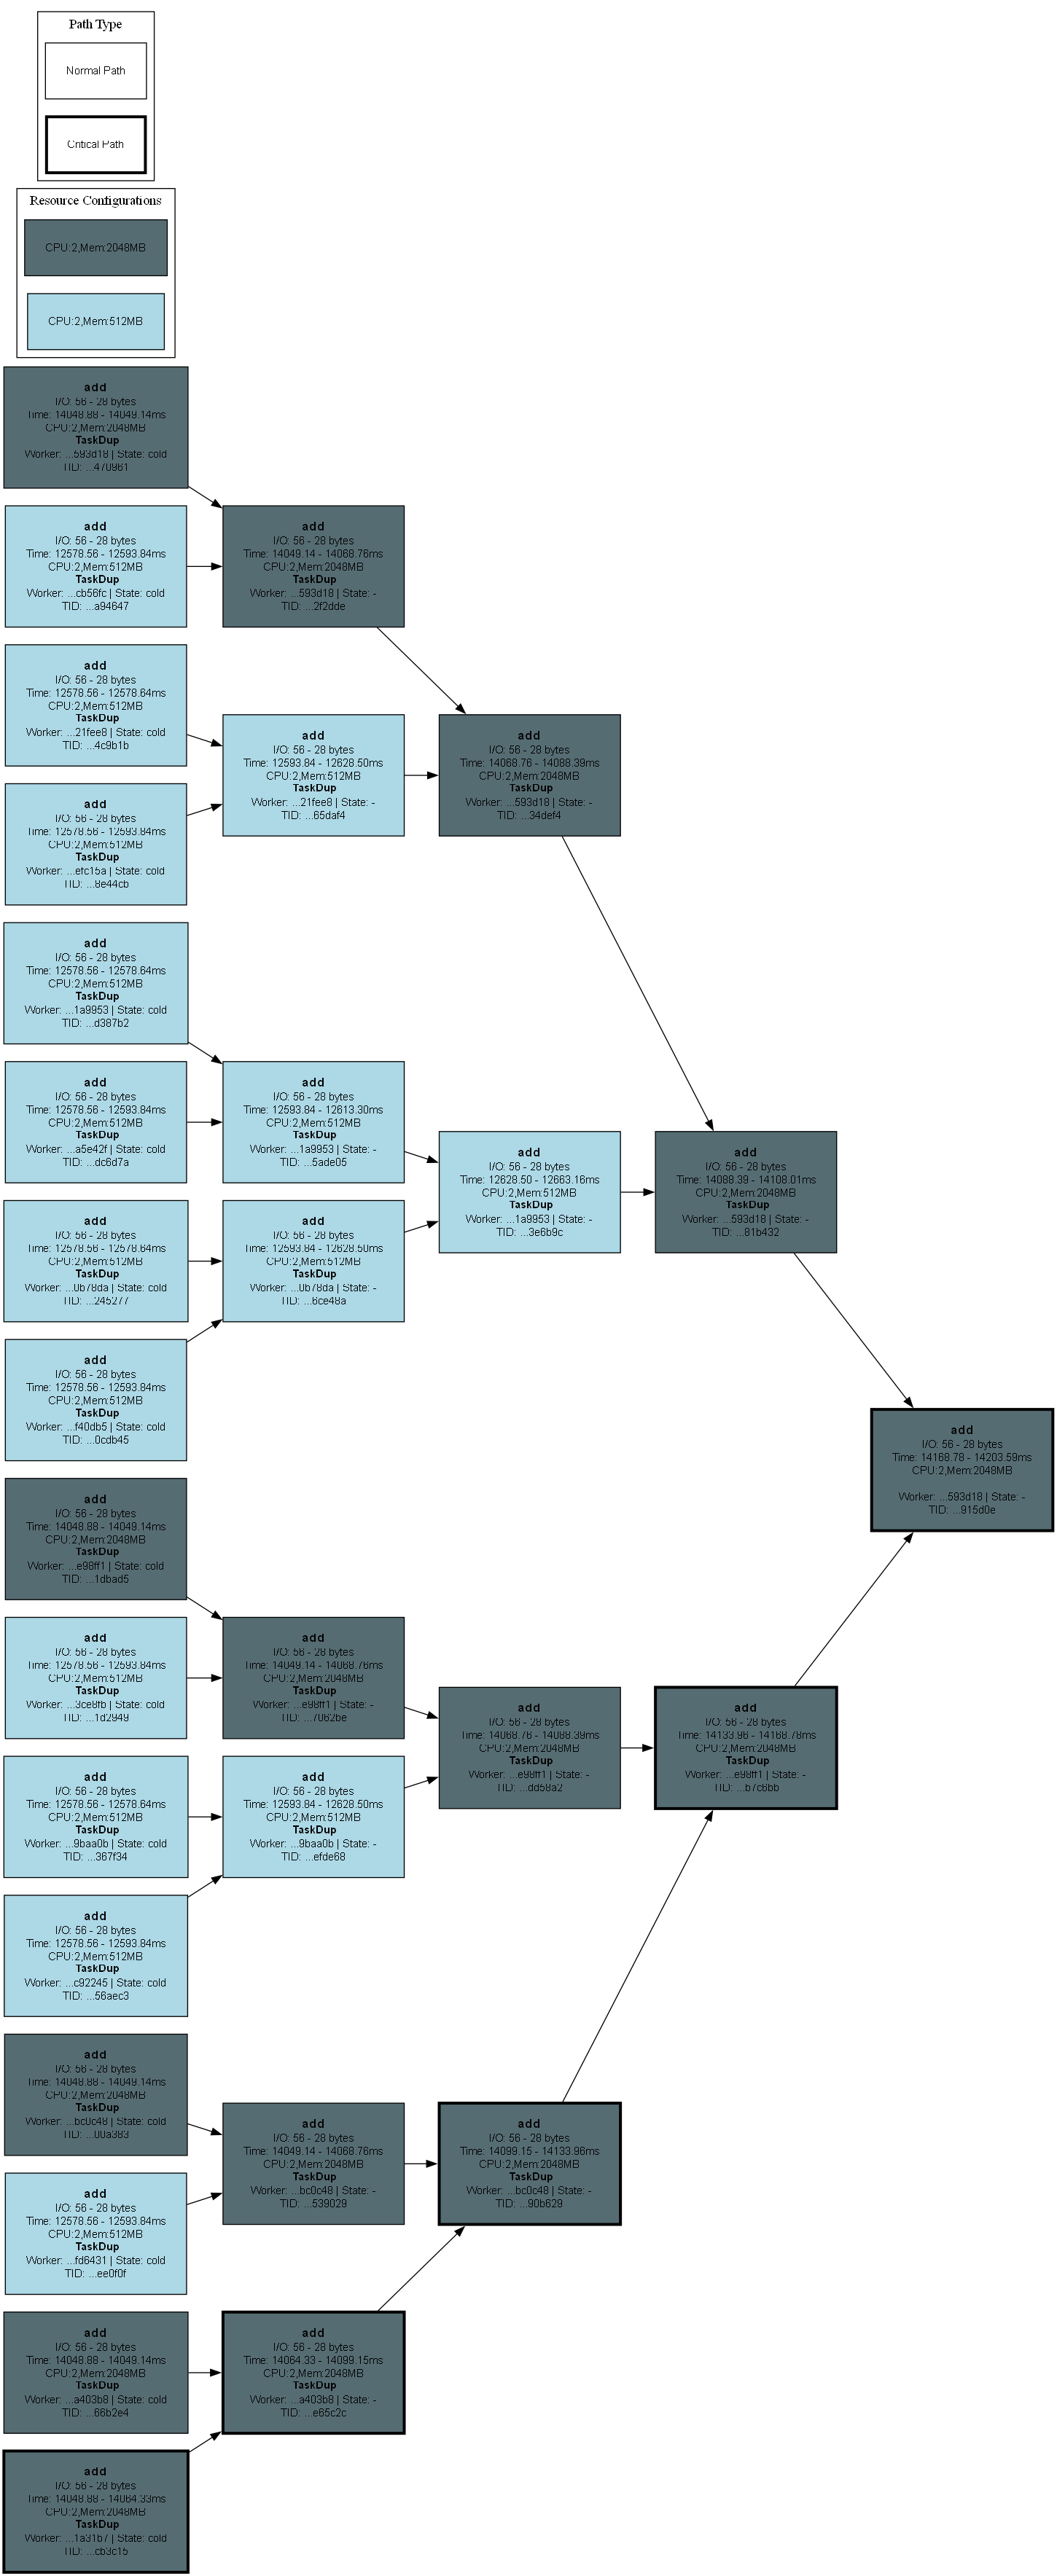 Path Type
Normal Path
Critical Path
Resource Configurations
CPU:2,Mem:2048MB
CPU:2,Mem:512MB
add
I/O: 56 - 28 bytes
Time: 14048.88 - 14049.14ms
CPU:2,Mem:2048MB
TaskDup
Worker: ...593d18 | State: cold
TID: ...470961
add
I/O: 56 - 28 bytes
Time: 12578.56 - 12593.84ms
CPU:2,Mem:512MB
TaskDup
Worker: ...cb56fc | State: cold
TID: ...a94647
add
I/O: 56 - 28 bytes
Time: 14049.14 - 14068.76ms
CPU:2,Mem:2048MB
TaskDup
Worker: ...593d18 | State: -
TID: ...2f2dde
add
I/O: 56 - 28 bytes
Time: 12578.56 - 12578.64ms
CPU:2,Mem:512MB
TaskDup
Worker: ...21fee8 | State: cold
TID: ...4c9b1b
add
I/O: 56 - 28 bytes
Time: 12593.84 - 12628.50ms
CPU:2,Mem:512MB
TaskDup
Worker: ...21fee8 | State: -
TID: ...65daf4
add
I/O: 56 - 28 bytes
Time: 14068.76 - 14088.39ms
CPU:2,Mem:2048MB
TaskDup
Worker: ...593d18 | State: -
TID: ...34def4
add
I/O: 56 - 28 bytes
Time: 12578.56 - 12593.84ms
CPU:2,Mem:512MB
TaskDup
Worker: ...efc15a | State: cold
TID: ...8e44cb
add
I/O: 56 - 28 bytes
Time: 12578.56 - 12578.64ms
CPU:2,Mem:512MB
TaskDup
Worker: ...1a9953 | State: cold
TID: ...d387b2
add
I/O: 56 - 28 bytes
Time: 12578.56 - 12593.84ms
CPU:2,Mem:512MB
TaskDup
Worker: ...a5e42f | State: cold
TID: ...dc6d7a
add
I/O: 56 - 28 bytes
Time: 12593.84 - 12613.30ms
CPU:2,Mem:512MB
TaskDup
Worker: ...1a9953 | State: -
TID: ...5ade05
add
I/O: 56 - 28 bytes
Time: 12628.50 - 12663.16ms
CPU:2,Mem:512MB
TaskDup
Worker: ...1a9953 | State: -
TID: ...3e6b9c
add
I/O: 56 - 28 bytes
Time: 14088.39 - 14108.01ms
CPU:2,Mem:2048MB
TaskDup
Worker: ...593d18 | State: -
TID: ...81b432
add
I/O: 56 - 28 bytes
Time: 12578.56 - 12578.64ms
CPU:2,Mem:512MB
TaskDup
Worker: ...0b78da | State: cold
TID: ...245277
add
I/O: 56 - 28 bytes
Time: 12593.84 - 12628.50ms
CPU:2,Mem:512MB
TaskDup
Worker: ...0b78da | State: -
TID: ...6ce48a
add
I/O: 56 - 28 bytes
Time: 12578.56 - 12593.84ms
CPU:2,Mem:512MB
TaskDup
Worker: ...f40db5 | State: cold
TID: ...0cdb45
add
I/O: 56 - 28 bytes
Time: 14168.78 - 14203.59ms
CPU:2,Mem:2048MB
Worker: ...593d18 | State: -
TID: ...915d0e
add
I/O: 56 - 28 bytes
Time: 14048.88 - 14049.14ms
CPU:2,Mem:2048MB
TaskDup
Worker: ...e98ff1 | State: cold
TID: ...1dbad5
add
I/O: 56 - 28 bytes
Time: 12578.56 - 12593.84ms
CPU:2,Mem:512MB
TaskDup
Worker: ...3ce8fb | State: cold
TID: ...1d2949
add
I/O: 56 - 28 bytes
Time: 14049.14 - 14068.76ms
CPU:2,Mem:2048MB
TaskDup
Worker: ...e98ff1 | State: -
TID: ...7062be
add
I/O: 56 - 28 bytes
Time: 14068.76 - 14088.39ms
CPU:2,Mem:2048MB
TaskDup
Worker: ...e98ff1 | State: -
TID: ...dd58a2
add
I/O: 56 - 28 bytes
Time: 14133.96 - 14168.78ms
CPU:2,Mem:2048MB
TaskDup
Worker: ...e98ff1 | State: -
TID: ...b7c6bb
add
I/O: 56 - 28 bytes
Time: 12578.56 - 12578.64ms
CPU:2,Mem:512MB
TaskDup
Worker: ...9baa0b | State: cold
TID: ...367f34
add
I/O: 56 - 28 bytes
Time: 12593.84 - 12628.50ms
CPU:2,Mem:512MB
TaskDup
Worker: ...9baa0b | State: -
TID: ...efde68
add
I/O: 56 - 28 bytes
Time: 12578.56 - 12593.84ms
CPU:2,Mem:512MB
TaskDup
Worker: ...c92245 | State: cold
TID: ...56aec3
add
I/O: 56 - 28 bytes
Time: 14048.88 - 14049.14ms
CPU:2,Mem:2048MB
TaskDup
Worker: ...bc0c48 | State: cold
TID: ...00a383
add
I/O: 56 - 28 bytes
Time: 14049.14 - 14068.76ms
CPU:2,Mem:2048MB
TaskDup
Worker: ...bc0c48 | State: -
TID: ...539029
add
I/O: 56 - 28 bytes
Time: 14099.15 - 14133.96ms
CPU:2,Mem:2048MB
TaskDup
Worker: ...bc0c48 | State: -
TID: ...90b629
add
I/O: 56 - 28 bytes
Time: 12578.56 - 12593.84ms
CPU:2,Mem:512MB
TaskDup
Worker: ...fd6431 | State: cold
TID: ...ee0f0f
add
I/O: 56 - 28 bytes
Time: 14048.88 - 14049.14ms
CPU:2,Mem:2048MB
TaskDup
Worker: ...a403b8 | State: cold
TID: ...66b2e4
add
I/O: 56 - 28 bytes
Time: 14064.33 - 14099.15ms
CPU:2,Mem:2048MB
TaskDup
Worker: ...a403b8 | State: -
TID: ...e65c2c
add
I/O: 56 - 28 bytes
Time: 14048.88 - 14064.33ms
CPU:2,Mem:2048MB
TaskDup
Worker: ...1a31b7 | State: cold
TID: ...cb3c15